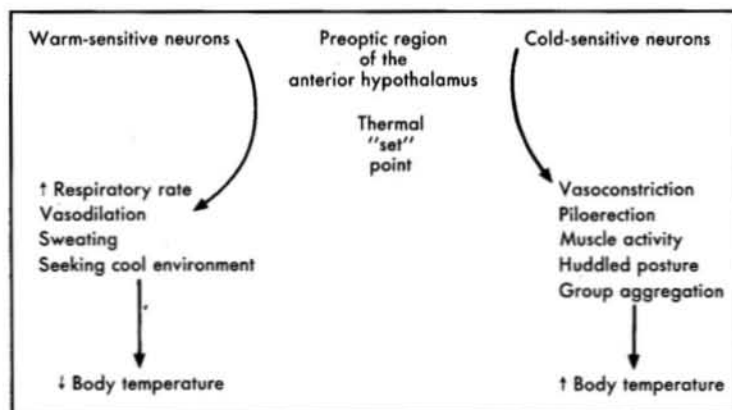 Warm-sensitive neurons
Preoptic region
of the
anterior hypothalamus
Thermal
"set"
point
Cold-sensitive neurons
↑ Respiratory rate
Vasodilation
Sweating
Seeking cool environment
↓ Body temperature
Vasoconstriction
Piloerection
Muscle activity
Huddled posture
Group aggregation
↑ Body temperature